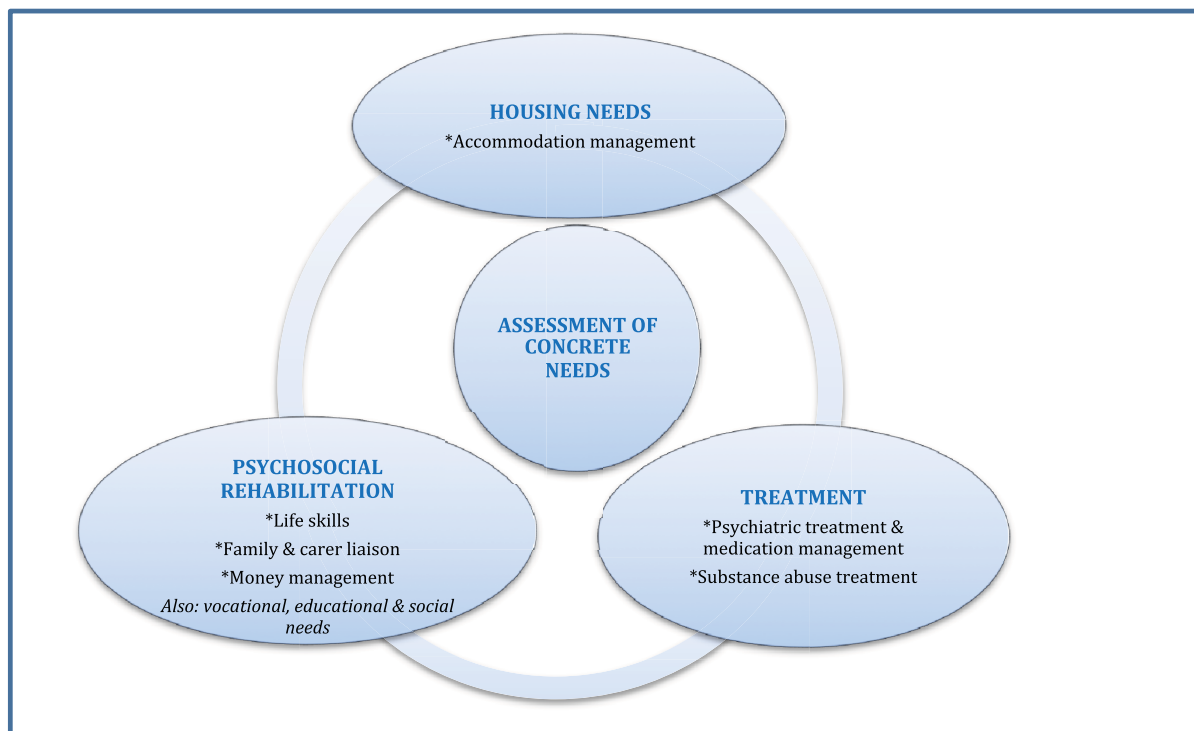 HOUSING NEEDS
*Accommodation management
ASSESSMENT OF
CONCRETE
NEEDS
PSYCHOSOCIAL
REHABILITATION
*Life skills
*Family & carer liaison
*Money management
Also: vocational, educational & social
needs
TREATMENT
*Psychiatric treatment &
medication management
*Substance abuse treatment